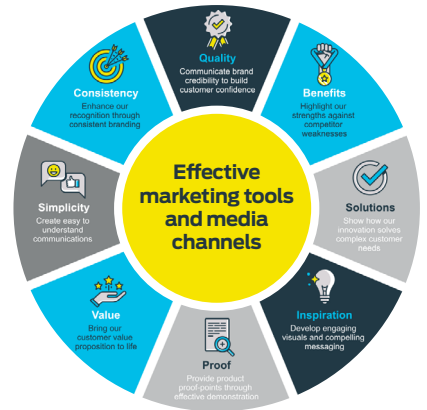 Quality
Communicate brand
credibility to build
customer confidence
Benefits
Highlight our
strengths against
competitor
weaknesses
Solutions
Show how our
innovation solves
complex customer
needs
Inspiration
Develop engaging
visuals and compelling
messaging
Proof
Provide product
proof-points through
effective demonstration
Value
Bring our
customer value
proposition to life
Simplicity
Create easy to
understand
communications
Consistency
Enhance our
recognition through
consistent branding
Effective
marketing tools
and media
channels